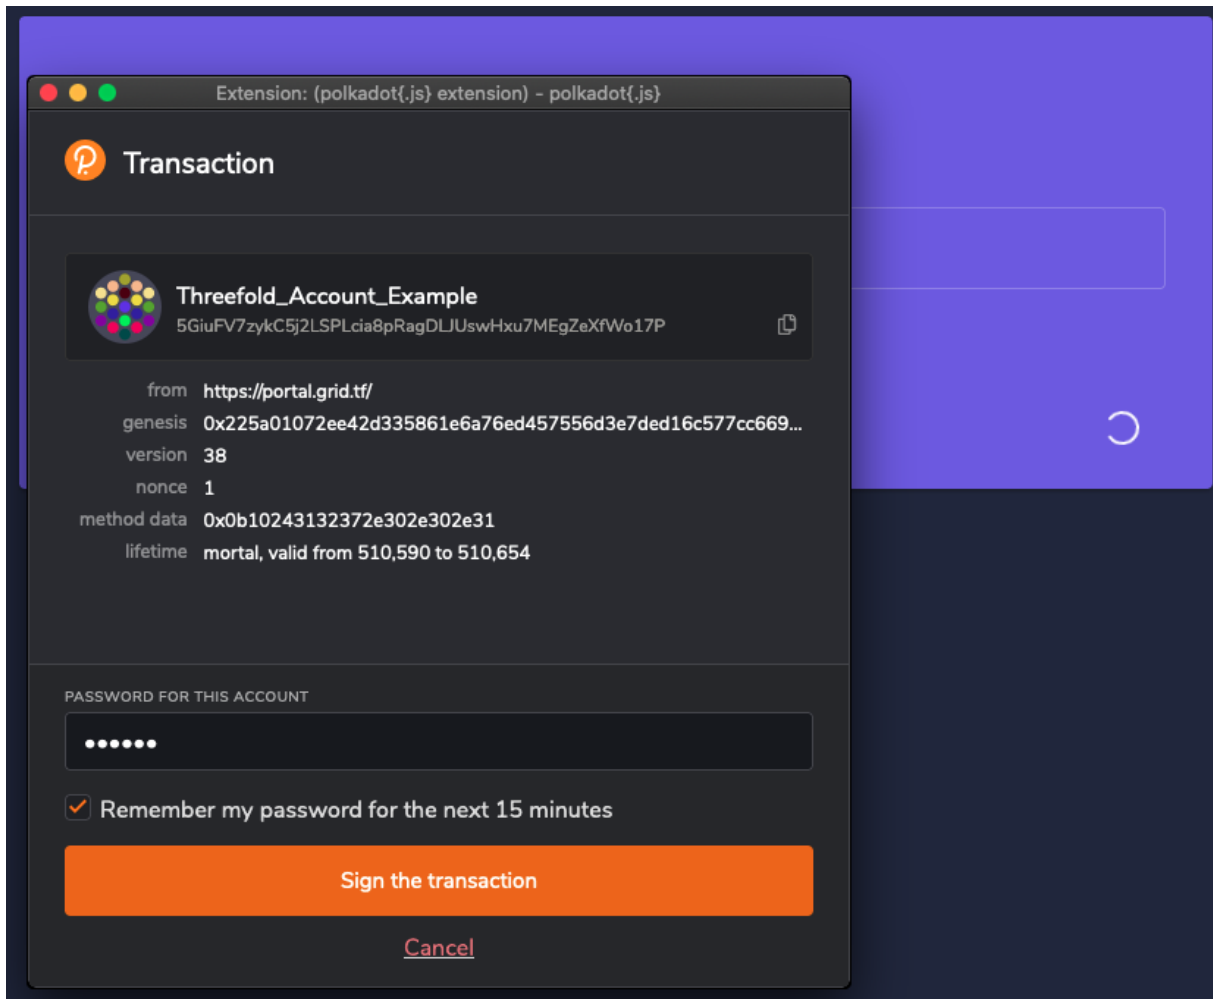 Extension: (polkadot{.js} extension) - polkadot{.js}
Transaction
Threefold_Account_Example
5GiuFV7zykC5j2LSPLcia8pRagDLJUswHxu7MEgZeXfWo17P
from https://portal.grid.tf/
genesis 0x225a01072ee42d335861e6a76ed457556d3e7ded16c577cc669...
version 38
nonce 1
method data 0x0b10243132372e302e302e31
lifetime mortal, valid from 510,590 to 510,654
PASSWORD FOR THIS ACCOUNT
••••••
Remember my password for the next 15 minutes
Sign the transaction
Cancel